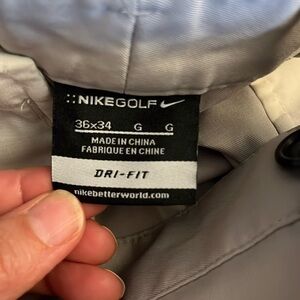 ::NIKEGOLF
36x34 G G
MADE IN CHINA
FABRIQUÉ EN CHINE
DRI-FIT
nikebetterworld.com